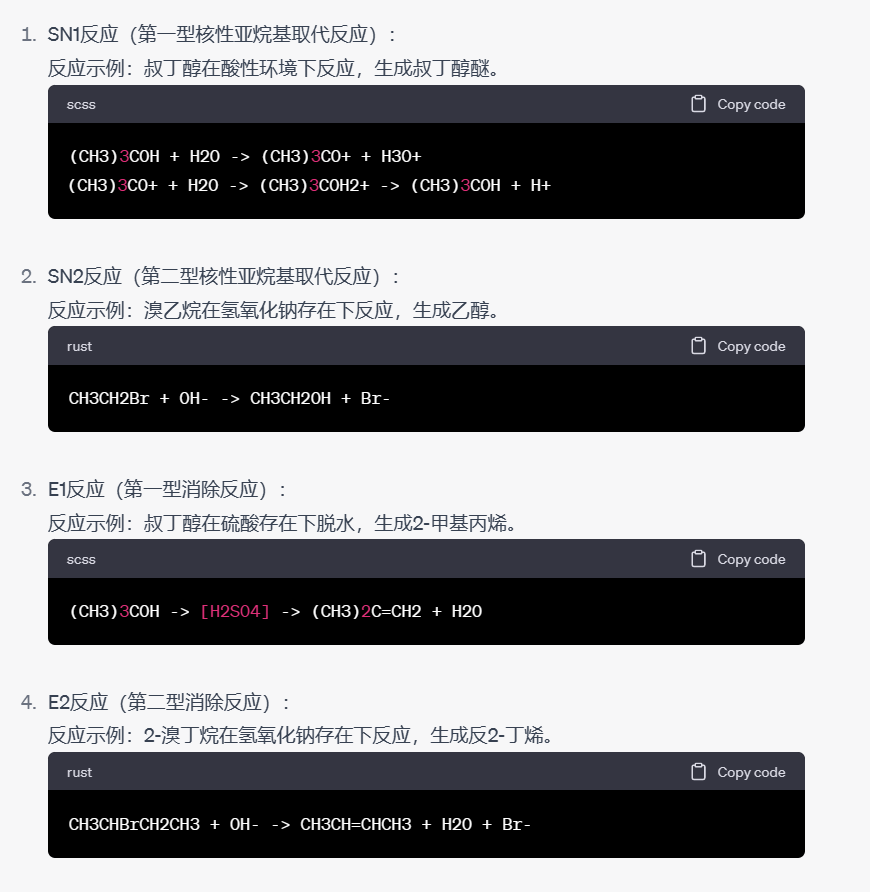 1. SN1反应（第一型核性亚烷基取代反应）:
反应示例：叔丁醇在酸性环境下反应，生成叔丁醇醚。
scss Copy code
(CH3)3COH + H2O -> (CH3)3CO+ + H3O+
(CH3)3CO+ + H2O -> (CH3)3COH2+ -> (CH3)3COH + H+
2. SN2反应（第二型核性亚烷基取代反应）:
反应示例：溴乙烷在氢氧化钠存在下反应，生成乙醇。
rust Copy code
CH3CH2Br + OH- -> CH3CH2OH + Br-
3. E1反应（第一型消除反应）:
反应示例：叔丁醇在硫酸存在下脱水，生成2-甲基丙烯。
scss Copy code
(CH3)3COH -> [H2SO4] -> (CH3)2C=CH2 + H2O
4. E2反应（第二型消除反应）:
反应示例：2-溴丁烷在氢氧化钠存在下反应，生成反2-丁烯。
rust Copy code
CH3CHBrCH2CH3 + OH- -> CH3CH=CHCH3 + H2O + Br-